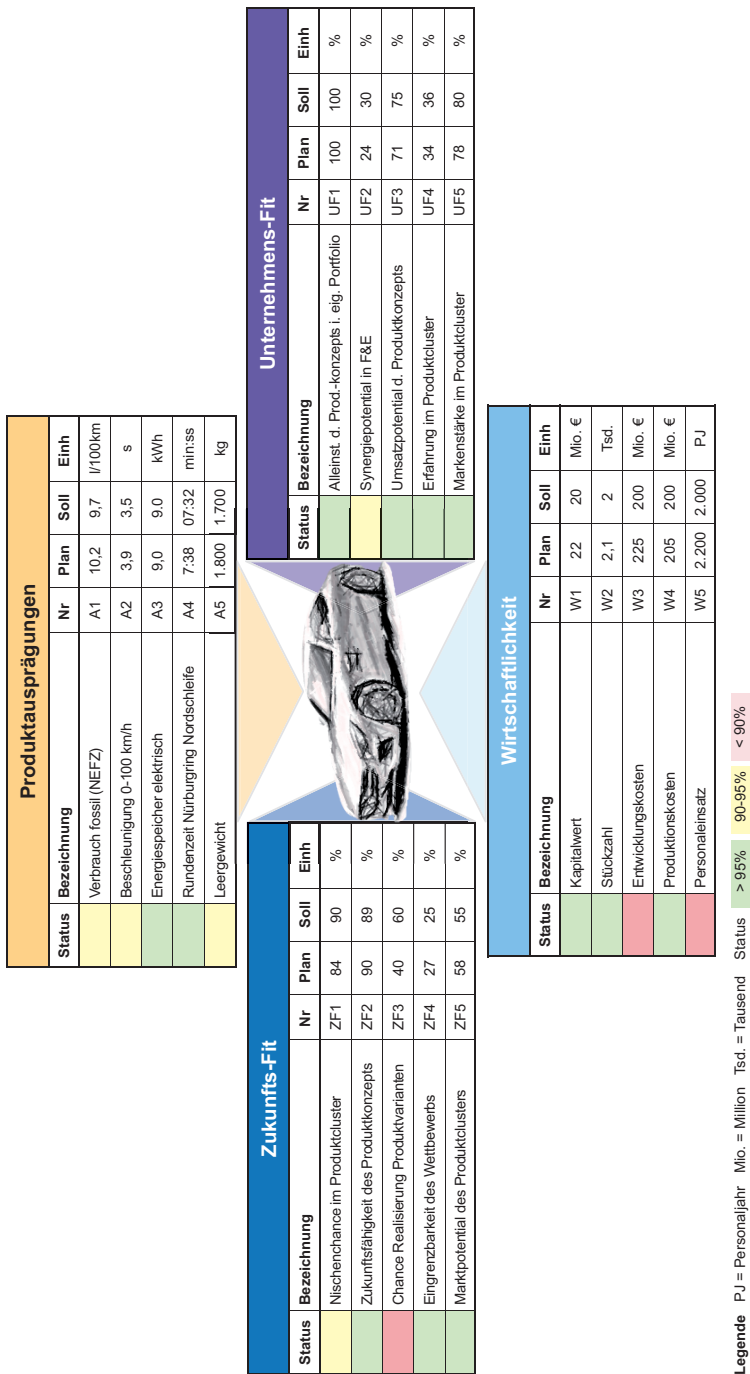 Produktausprägungen
Status Bezeichnung Nr Plan Soll Einh
Verbrauch fossil (NEFZ) A1 10,2 9,7 l/100km
Beschleunigung 0-100 km/h A2 3,9 3,5 s
Energiespeicher elektrisch A3 9,0 9.0 kWh
Rundenzeit Nürburgring Nordschleife A4 7:38 07:32 min:ss
Leergewicht A5 1.800 1.700 kg
Zukunfts-Fit
Status Bezeichnung Nr Plan Soll Einh
Nischenchance im Produktcluster ZF1 84 90 %
Zukunftsfähigkeit des Produktkonzepts ZF2 90 89 %
Chance Realisierung Produktvarianten ZF3 40 60 %
Eingrenzbarkeit des Wettbewerbs ZF4 27 25 %
Marktpotential des Produktclusters ZF5 58 55 %
Unternehmens-Fit
Status Bezeichnung Nr Plan Soll Einh
Alleinst. d. Prod.-konzepts i. eig. Portfolio UF1 100 100 %
Synergiepotential in F&E UF2 24 30 %
Umsatzpotential d. Produktkonzepts UF3 71 75 %
Erfahrung im Produktcluster UF4 34 36 %
Markenstärke im Produktcluster UF5 78 80 %
Wirtschaftlichkeit
Status Bezeichnung Nr Plan Soll Einh
Kapitalwert W1 22 20 Mio. €
Stückzahl W2 2,1 2 Tsd.
Entwicklungskosten W3 225 200 Mio. €
Produktionskosten W4 205 200 Mio. €
Personaleinsatz W5 2.200 2.000 PJ
Legende PJ = Personaljahr Mio. = Million Tsd. = Tausend Status > 95% 90-95% < 90%